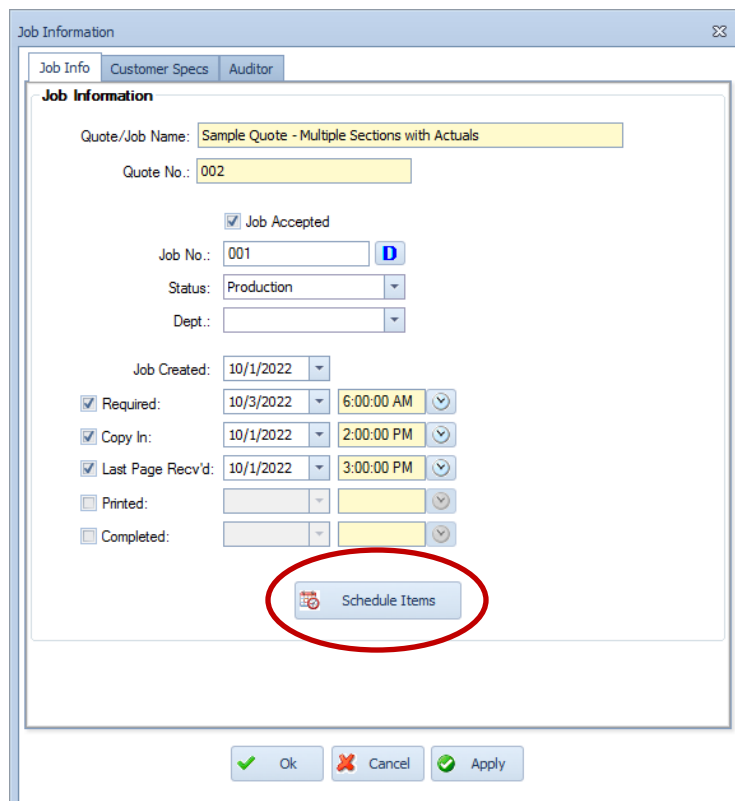 Job Information
Job Info Customer Specs Auditor
Job Information
Quote/Job Name: Sample Quote - Multiple Sections with Actuals
Quote No.: 002
Job Accepted
Job No.: 001 D
Status: Production
Dept.:
Job Created: 10/1/2022
Required: 10/3/2022 6:00:00 AM
Copy In: 10/1/2022 2:00:00 PM
Last Page Recv'd: 10/1/2022 3:00:00 PM
Printed:
Completed:
Schedule Items
Ok Cancel Apply